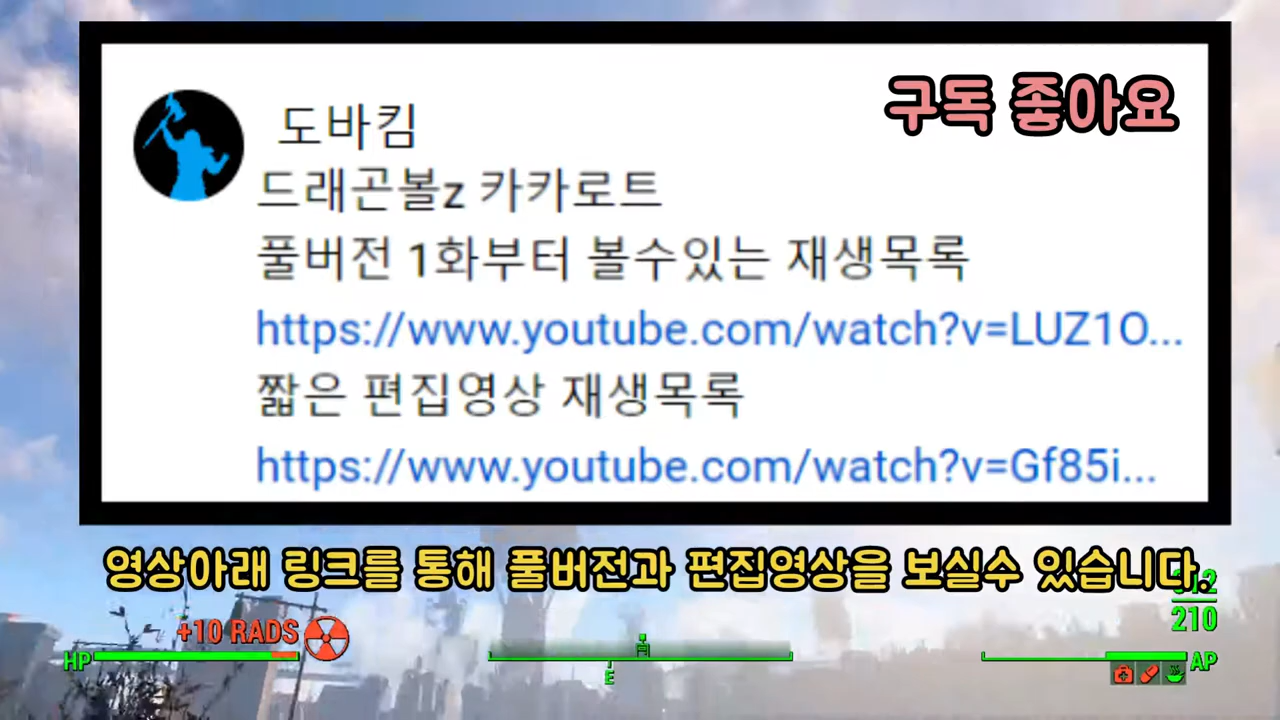 구독 좋아요
도바킴
드래곤볼z 카카로트
풀버전 1화부터 볼수있는 재생목록
https://www.youtube.com/watch?v=LUZ1O...
짧은 편집영상 재생목록
https://www.youtube.com/watch?v=Gf85i...
영상아래 링크를 통해 풀버전과 편집영상을 보실수 있습니다.
210
+10 RADS
HP
E
AP